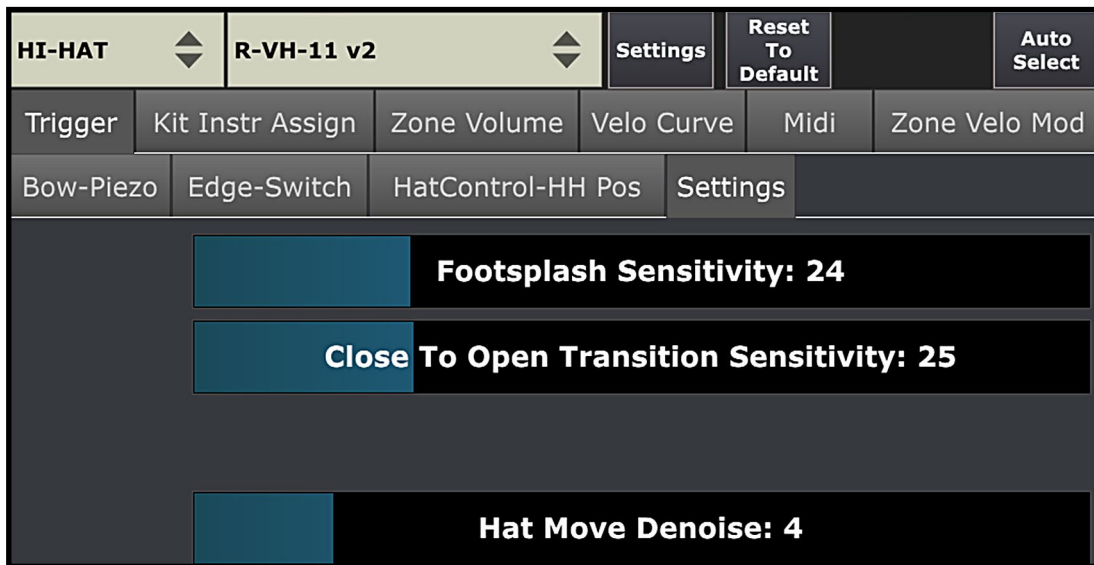 HI-HAT
R-VH-11 v2
Settings
Reset
To
Default
Auto
Select
Trigger Kit Instr Assign Zone Volume Velo Curve Midi Zone Velo Mod
Bow-Piezo Edge-Switch HatControl-HH Pos Settings
Footsplash Sensitivity: 24
Close To Open Transition Sensitivity: 25
Hat Move Denoise: 4